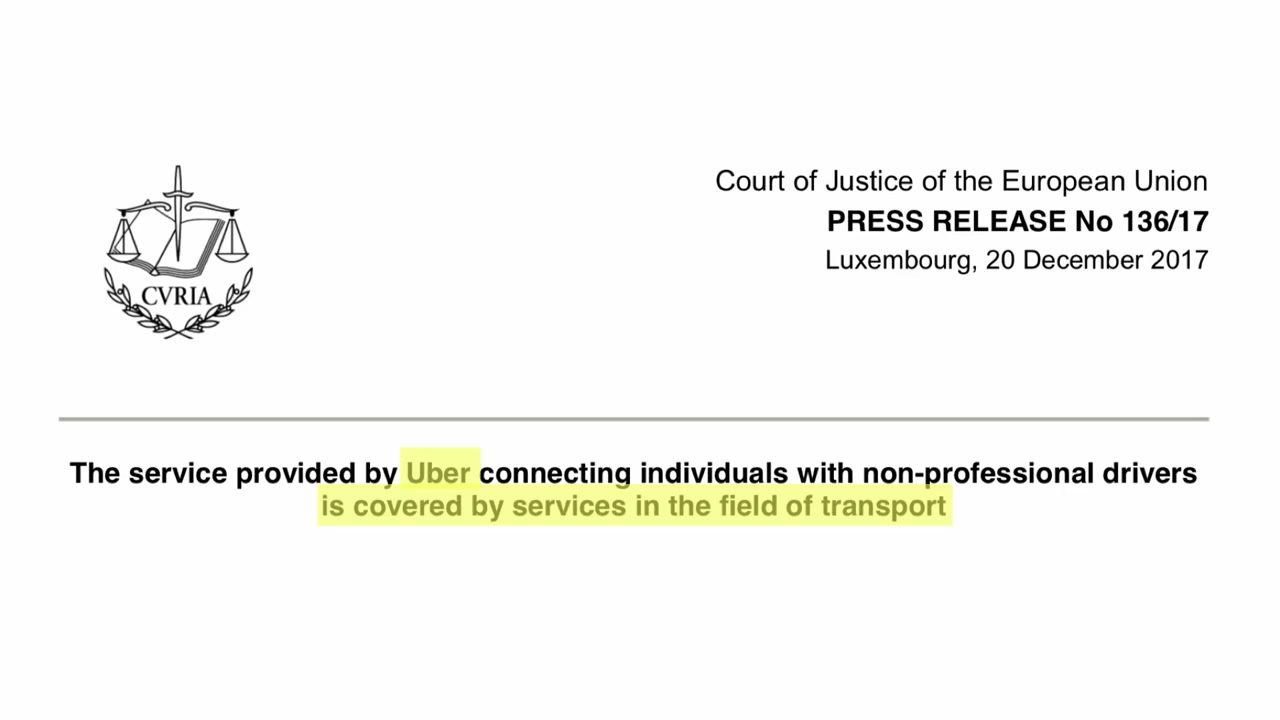 Court of Justice of the European Union
PRESS RELEASE No 136/17
Luxembourg, 20 December 2017
CVRIA
The service provided by Uber connecting individuals with non-professional drivers
is covered by services in the field of transport